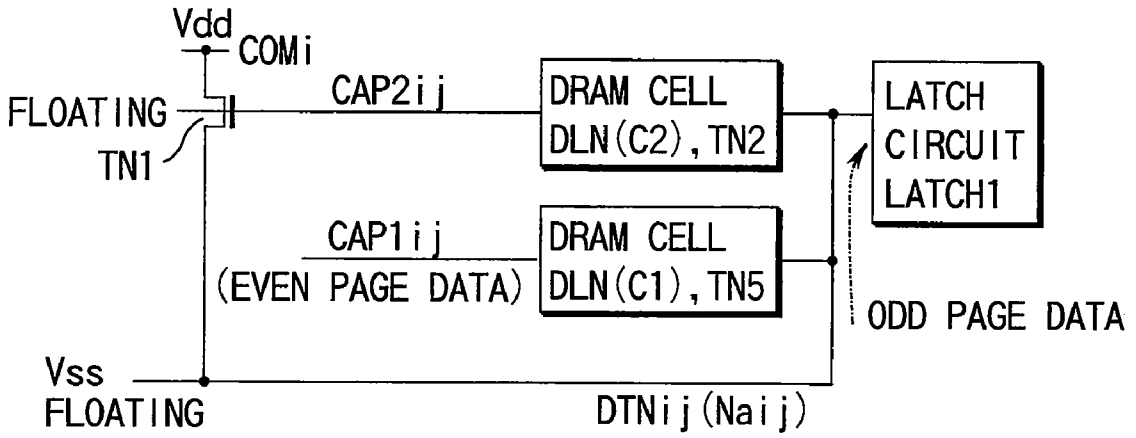 Vdd
COMi
FLOATING
TN1
CAP2ij
DRAM CELL
DLN(C2), TN2
LATCH
CIRCUIT
LATCH1
CAP1ij
(EVEN PAGE DATA)
DRAM CELL
DLN(C1), TN5
ODD PAGE DATA
Vss
FLOATING
DTNij(Naij)